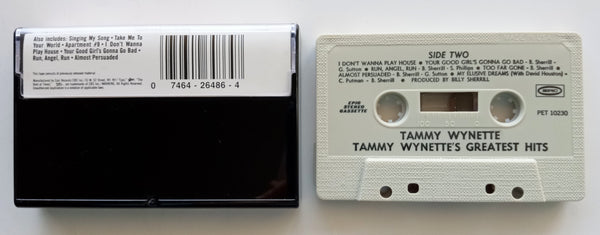 Also includes: Singing My Song • Take Me To
Your World • Apartment #9 • I Don't Wanna
Play House • Your Good Girl's Gonna Go Bad •
Run, Angel, Run • Almost Persuaded
0 7464-26486-4
SIDE TWO
I DON'T WANNA PLAY HOUSE ● YOUR GOOD GIRL'S GONNA GO BAD - B. Sherrill -
G. Sutton ● RUN, ANGEL, RUN - B. Sherrill - S. Phillips ● TOO FAR GONE - B. Sherrill ●
ALMOST PERSUADED - B. Sherrill - G. Sutton ● MY ELUSIVE DREAMS (With David Houston) -
C. Putman - B. Sherrill ● PRODUCED BY BILLY SHERRILL
EPIC
STEREO
CASSETTE
100 50 0
epic
PET 10230
TAMMY WYNETTE
TAMMY WYNETTE'S GREATEST HITS